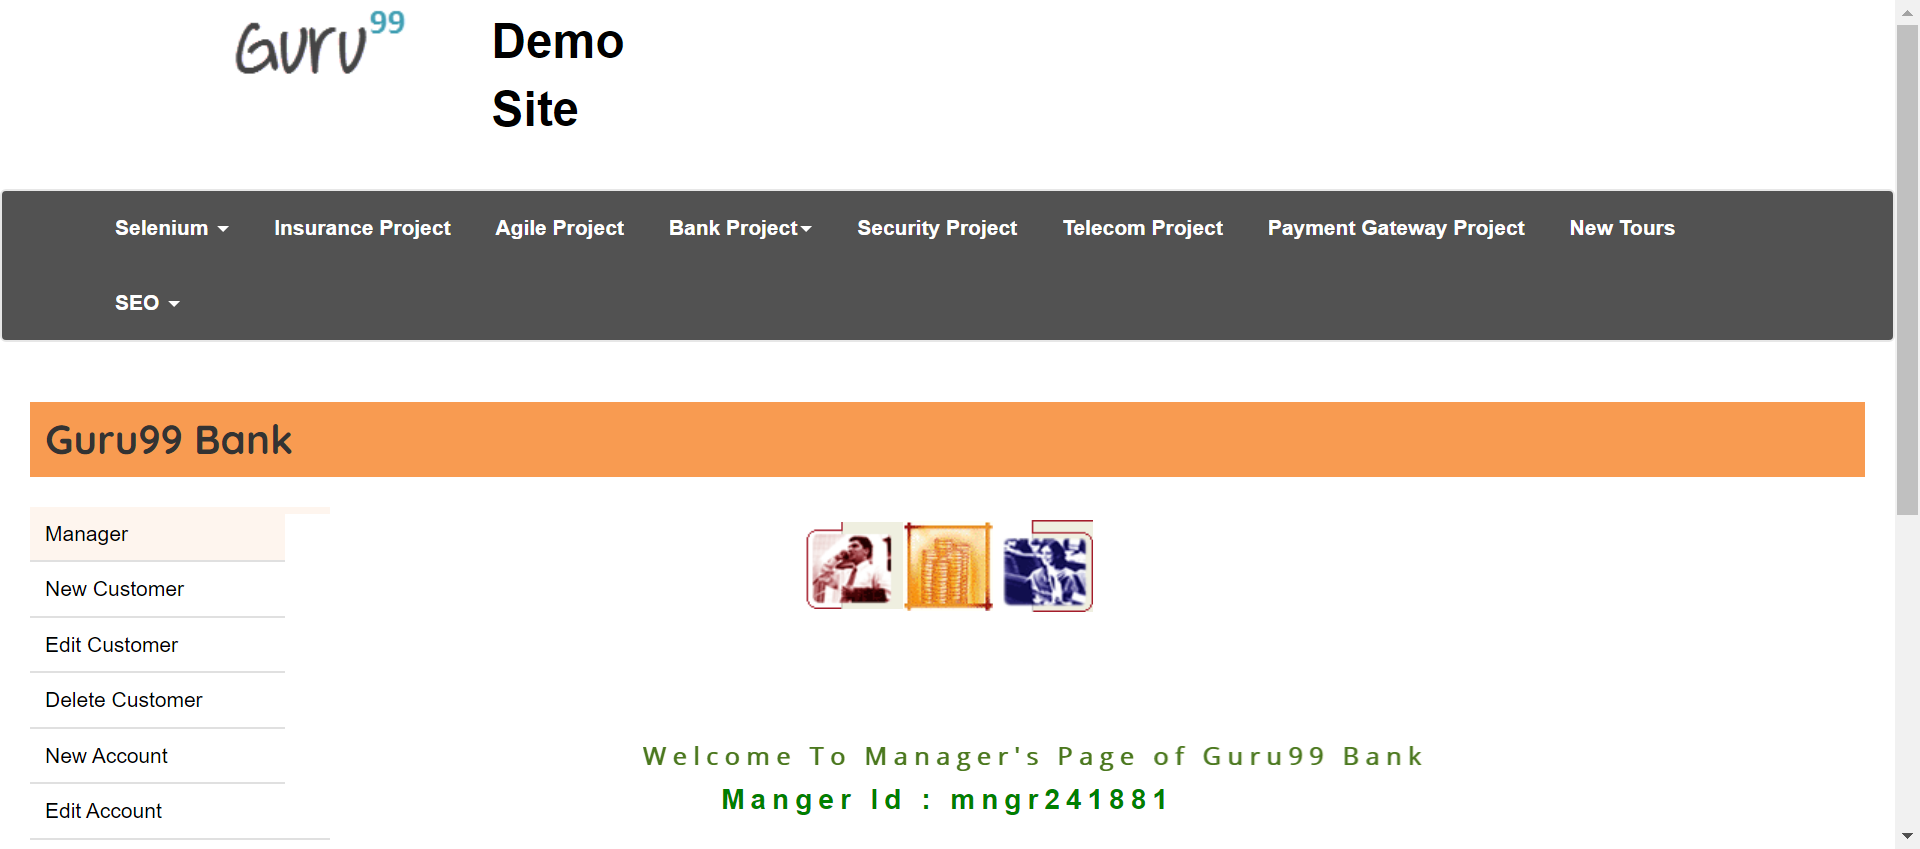 Guru99
Demo
Site
Selenium
Insurance Project
Agile Project
Bank Project
Security Project
Telecom Project
Payment Gateway Project
New Tours
SEO
Guru99 Bank
Manager
New Customer
Edit Customer
Delete Customer
New Account
Edit Account
Welcome To Manager's Page of Guru99 Bank
Manger Id : mngr241881